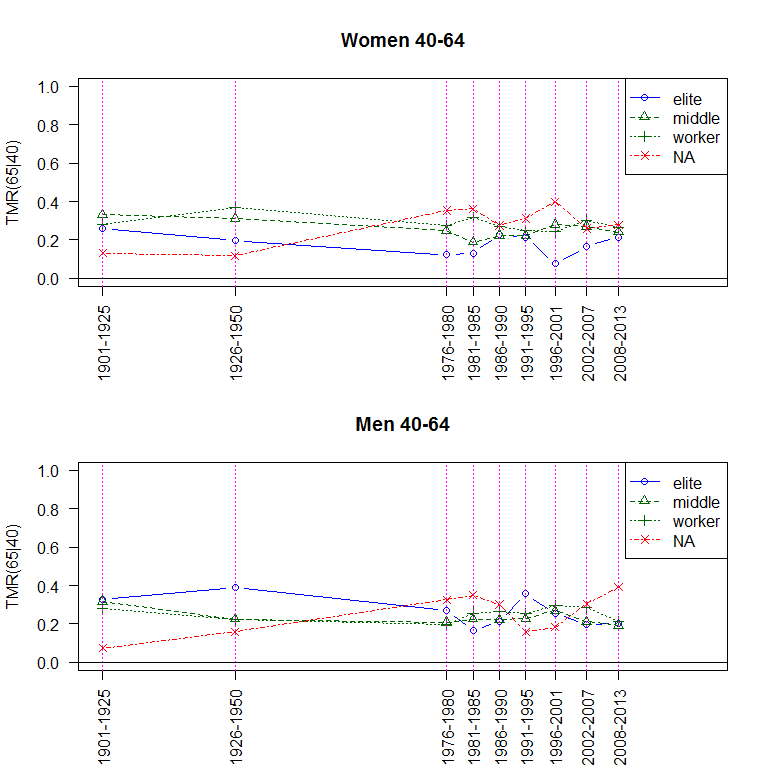 Women 40-64
TMR(65|40)
1.0
0.8
0.6
0.4
0.2
0.0
elite
middle
worker
NA
1901-1925
1926-1950
1976-1980
1981-1985
1986-1990
1991-1995
1996-2001
2002-2007
2008-2013
Men 40-64
TMR(65|40)
1.0
0.8
0.6
0.4
0.2
0.0
elite
middle
worker
NA
1901-1925
1926-1950
1976-1980
1981-1985
1986-1990
1991-1995
1996-2001
2002-2007
2008-2013